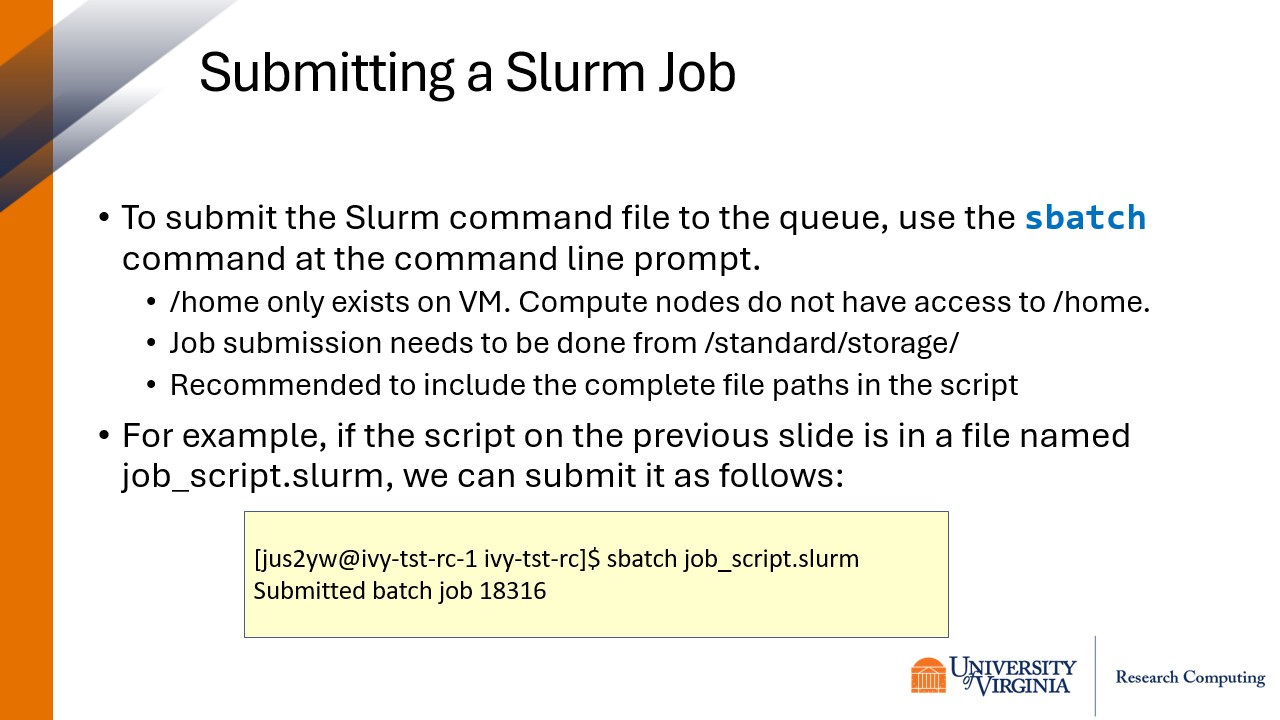 Submitting a Slurm Job
• To submit the Slurm command file to the queue, use the sbatch
command at the command line prompt.
• /home only exists on VM. Compute nodes do not have access to /home.
• Job submission needs to be done from /standard/storage/
• Recommended to include the complete file paths in the script
• For example, if the script on the previous slide is in a file named
job_script.slurm, we can submit it as follows:
[jus2yw@ivy-tst-rc-1 ivy-tst-rc]$ sbatch job_script.slurm
Submitted batch job 18316
UNIVERSITY
of VIRGINIA
Research Computing